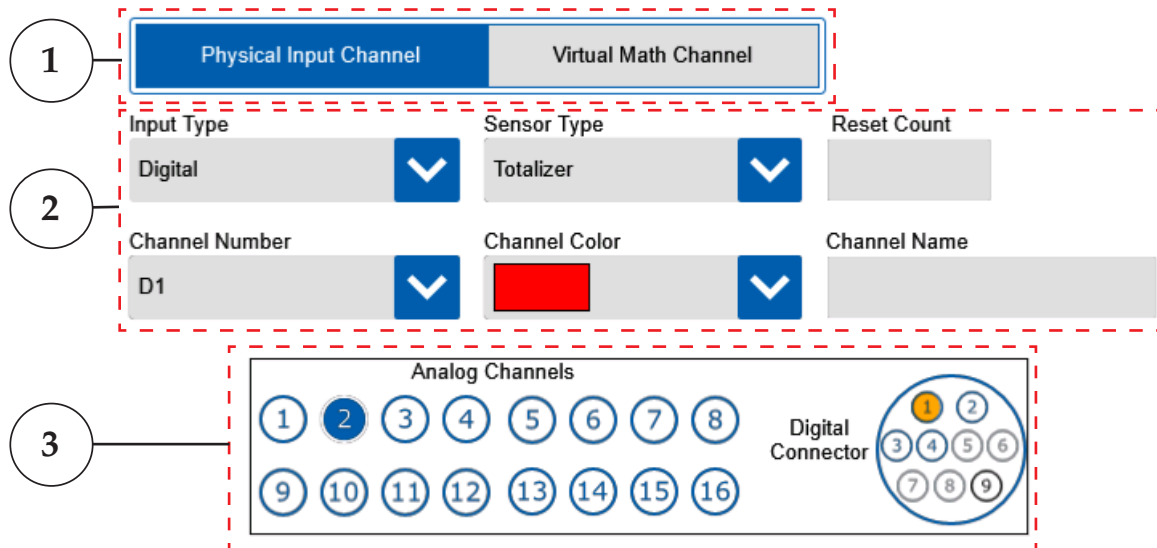 1
Physical Input Channel Virtual Math Channel
2
Input Type Sensor Type Reset Count
Digital Totalizer
Channel Number Channel Color Channel Name
D1
3
Analog Channels
1 2 3 4 5 6 7 8
9 10 11 12 13 14 15 16
Digital
Connector
1 2
3 4 5 6
7 8 9